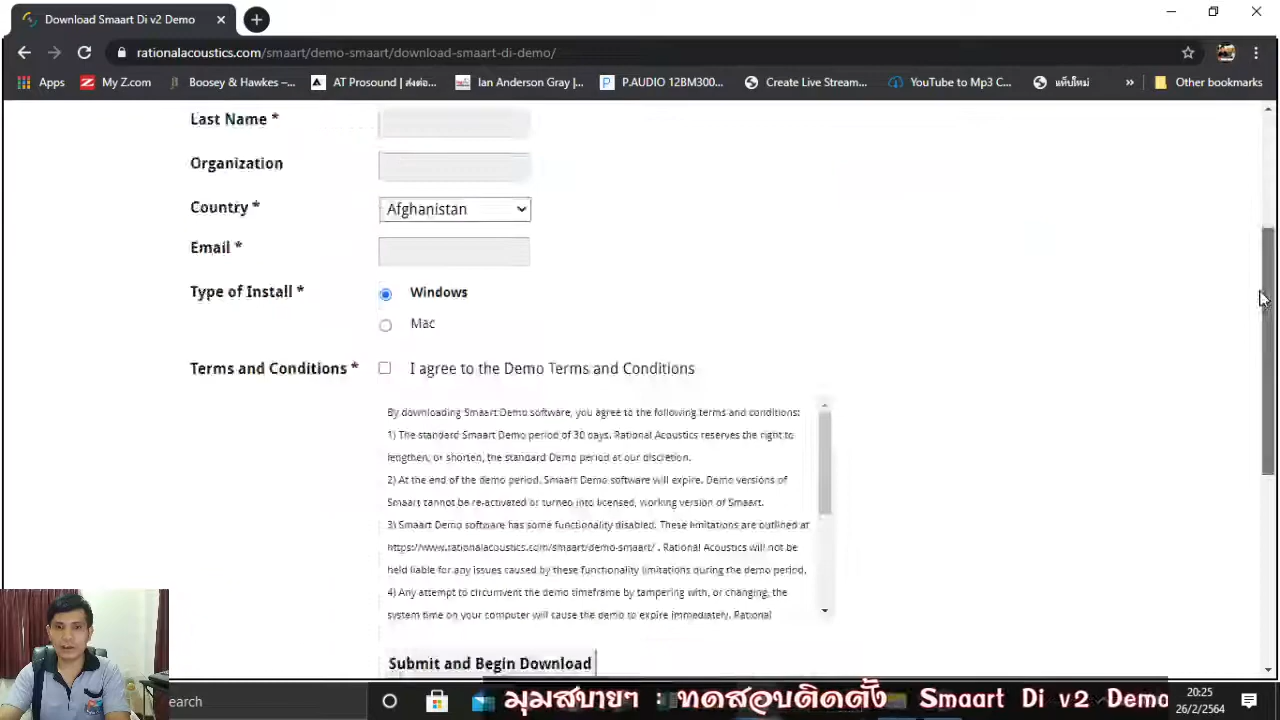 Download Smaart Di v2 Demo
rationalacoustics.com/smaart/demo-smaart/download-smaart-di-demo/
Apps My Z.com Boosey & Hawkes –... AT Prosound | ส่งต่อ... Ian Anderson Gray |... P.AUDIO 12BM300... Create Live Stream... YouTube to Mp3 C... แท็บใหม่ » Other bookmarks
Last Name *
Organization
Country * Afghanistan
Email *
Type of Install * Windows
Mac
Terms and Conditions * I agree to the Demo Terms and Conditions
By downloading Smaart Demo software, you agree to the following terms and conditions:
1) The standard Smaart Demo period of 30 days. Rational Acoustics reserves the right to
lengthen, or shorten, the standard Demo period at our discretion.
2) At the end of the demo period, Smaart Demo software will expire. Demo versions of
Smaart cannot be re-activated or turned into licensed, working version of Smaart.
3) Smaart Demo software has some functionality disabled. These limitations are outlined at
https://www.rationalacoustics.com/smaart/demo-smaart/ . Rational Acoustics will not be
held liable for any issues caused by these functionality limitations during the demo period.
4) Any attempt to circumvent the demo timeframe by tampering with, or changing, the
system time on your computer will cause the demo to expire immediately. Rational
Submit and Begin Download
earch
มุมสบายๆ : ทดสอบติดตั้ง Smaart Di v2 Demo
20:25
26/2/2564